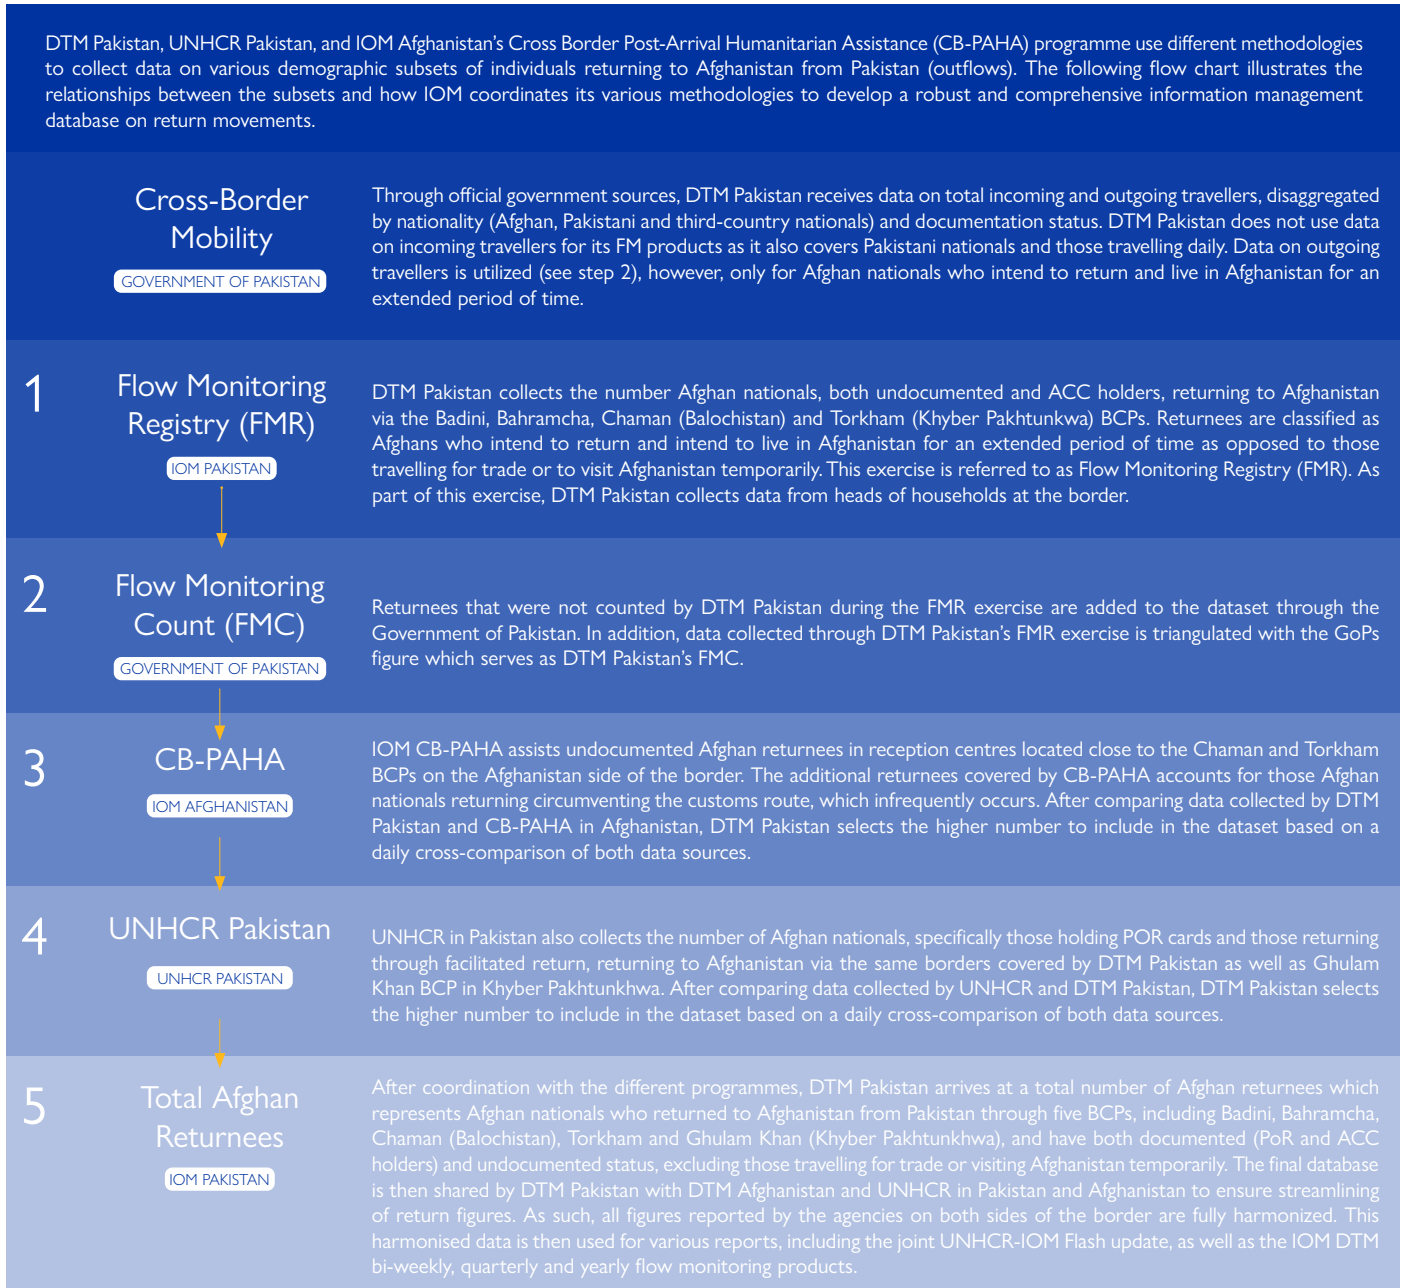 DTM Pakistan, UNHCR Pakistan, and IOM Afghanistan's Cross Border Post-Arrival Humanitarian Assistance (CB-PAHA) programme use different methodologies
to collect data on various demographic subsets of individuals returning to Afghanistan from Pakistan (outflows). The following flow chart illustrates the
relationships between the subsets and how IOM coordinates its various methodologies to develop a robust and comprehensive information management
database on return movements.
Cross-Border
Mobility
GOVERNMENT OF PAKISTAN
Through official government sources, DTM Pakistan receives data on total incoming and outgoing travellers, disaggregated
by nationality (Afghan, Pakistani and third-country nationals) and documentation status. DTM Pakistan does not use data
on incoming travellers for its FM products as it also covers Pakistani nationals and those travelling daily. Data on outgoing
travellers is utilized (see step 2), however, only for Afghan nationals who intend to return and live in Afghanistan for an
extended period of time.
1
Flow Monitoring
Registry (FMR)
IOM PAKISTAN
DTM Pakistan collects the number Afghan nationals, both undocumented and ACC holders, returning to Afghanistan
via the Badini, Bahramcha, Chaman (Balochistan) and Torkham (Khyber Pakhtunkwa) BCPs. Returnees are classified as
Afghans who intend to return and intend to live in Afghanistan for an extended period of time as opposed to those
travelling for trade or to visit Afghanistan temporarily. This exercise is referred to as Flow Monitoring Registry (FMR). As
part of this exercise, DTM Pakistan collects data from heads of households at the border.
2
Flow Monitoring
Count (FMC)
GOVERNMENT OF PAKISTAN
Returnees that were not counted by DTM Pakistan during the FMR exercise are added to the dataset through the
Government of Pakistan. In addition, data collected through DTM Pakistan's FMR exercise is triangulated with the GoPs
figure which serves as DTM Pakistan's FMC.
3
CB-PAHA
IOM AFGHANISTAN
IOM CB-PAHA assists undocumented Afghan returnees in reception centres located close to the Chaman and Torkham
BCPs on the Afghanistan side of the border. The additional returnees covered by CB-PAHA accounts for those Afghan
nationals returning circumventing the customs route, which infrequently occurs. After comparing data collected by DTM
Pakistan and CB-PAHA in Afghanistan, DTM Pakistan selects the higher number to include in the dataset based on a
daily cross-comparison of both data sources.
4
UNHCR Pakistan
UNHCR PAKISTAN
UNHCR in Pakistan also collects the number of Afghan nationals, specifically those holding POR cards and those returning
through facilitated return, returning to Afghanistan via the same borders covered by DTM Pakistan as well as Ghulam
Khan BCP in Khyber Pakhtunkhwa. After comparing data collected by UNHCR and DTM Pakistan, DTM Pakistan selects
the higher number to include in the dataset based on a daily cross-comparison of both data sources.
5
Total Afghan
Returnees
IOM PAKISTAN
After coordination with the different programmes, DTM Pakistan arrives at a total number of Afghan returnees which
represents Afghan nationals who returned to Afghanistan from Pakistan through five BCPs, including Badini, Bahramcha,
Chaman (Balochistan), Torkham and Ghulam Khan (Khyber Pakhtunkhwa), and have both documented (PoR and ACC
holders) and undocumented status, excluding those travelling for trade or visiting Afghanistan temporarily. The final database
is then shared by DTM Pakistan with DTM Afghanistan and UNHCR in Pakistan and Afghanistan to ensure streamlining
of return figures. As such, all figures reported by the agencies on both sides of the border are fully harmonized. This
harmonised data is then used for various reports, including the joint UNHCR-IOM Flash update, as well as the IOM DTM
bi-weekly, quarterly and yearly flow monitoring products.